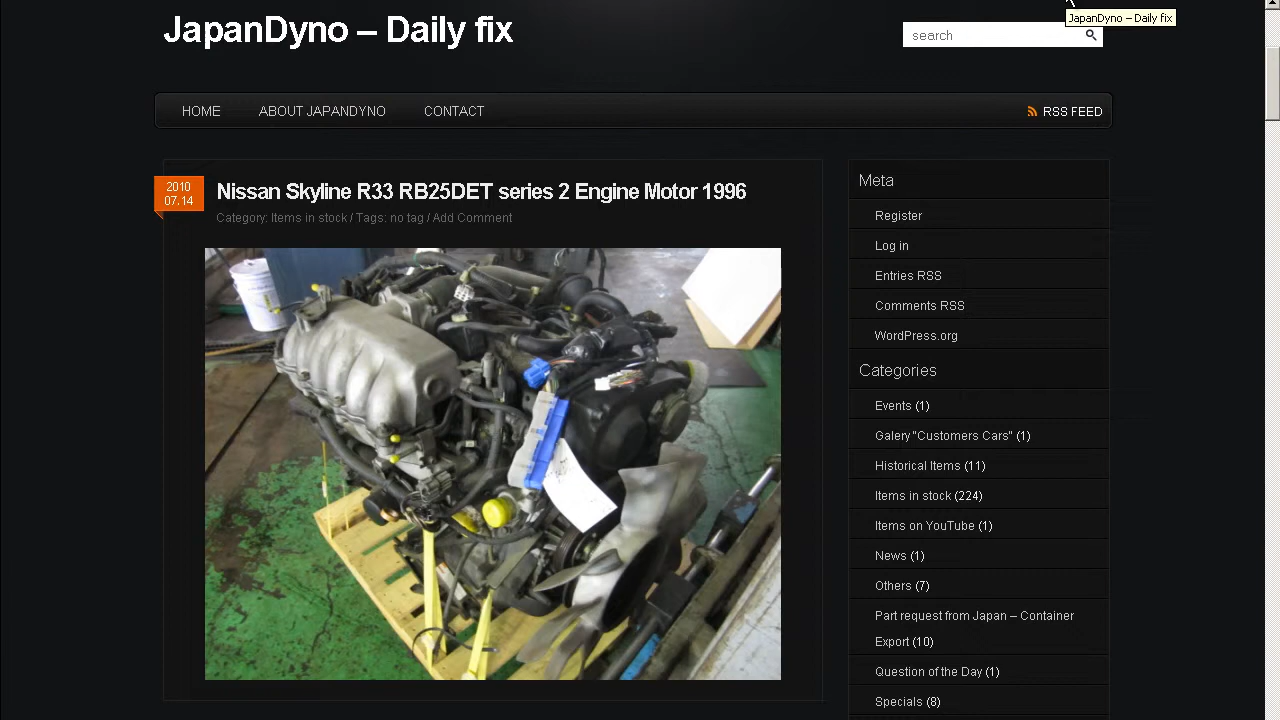 JapanDyno – Daily fix
JapanDyno – Daily fix
search
HOME
ABOUT JAPANDYNO
CONTACT
RSS FEED
2010
07.14
Nissan Skyline R33 RB25DET series 2 Engine Motor 1996
Category: Items in stock / Tags: no tag / Add Comment
Meta
Register
Log in
Entries RSS
Comments RSS
WordPress.org
Categories
Events (1)
Galery "Customers Cars" (1)
Historical Items (11)
Items in stock (224)
Items on YouTube (1)
News (1)
Others (7)
Part request from Japan – Container
Export (10)
Question of the Day (1)
Specials (8)